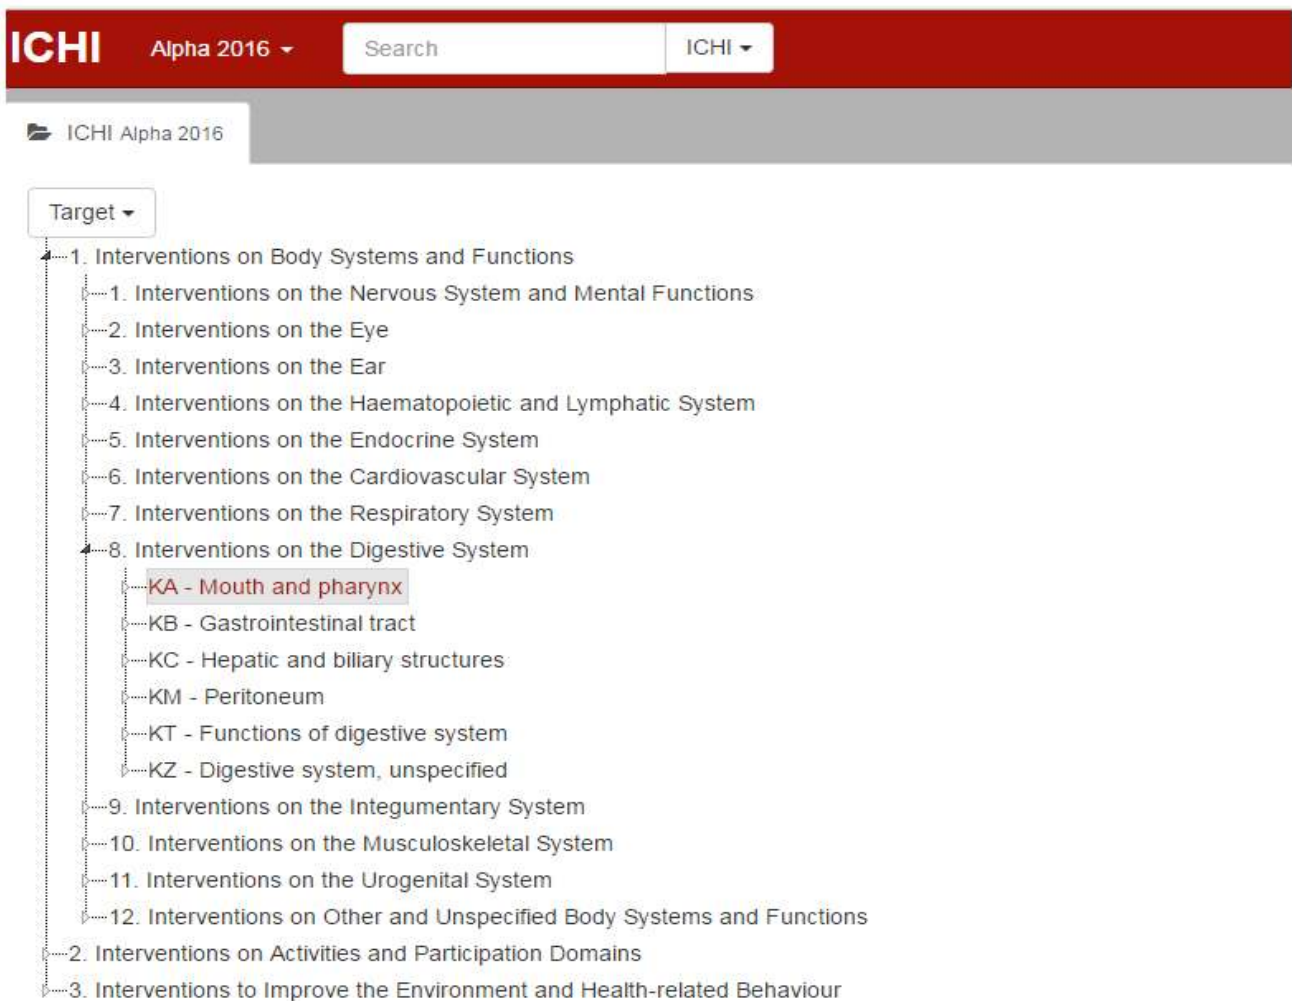 ICHI Alpha 2016 Search ICHI
ICHI Alpha 2016
Target
1. Interventions on Body Systems and Functions
1. Interventions on the Nervous System and Mental Functions
2. Interventions on the Eye
3. Interventions on the Ear
4. Interventions on the Haematopoietic and Lymphatic System
5. Interventions on the Endocrine System
6. Interventions on the Cardiovascular System
7. Interventions on the Respiratory System
8. Interventions on the Digestive System
KA - Mouth and pharynx
KB - Gastrointestinal tract
KC - Hepatic and biliary structures
KM - Peritoneum
KT - Functions of digestive system
KZ - Digestive system, unspecified
9. Interventions on the Integumentary System
10. Interventions on the Musculoskeletal System
11. Interventions on the Urogenital System
12. Interventions on Other and Unspecified Body Systems and Functions
2. Interventions on Activities and Participation Domains
3. Interventions to Improve the Environment and Health-related Behaviour